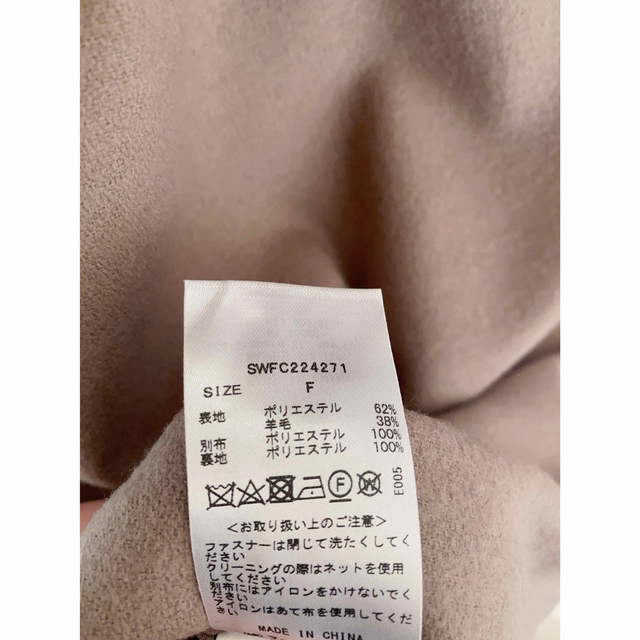 SWFC224271
SIZE F
表地 ポリエステル 62%
羊毛 38%
別布 ポリエステル 100%
裏地 ポリエステル 100%
F W
E005
<お取り扱い上のご注意>
ファスナーは閉じて洗たくしてく
ださい
クリーニングの際はネットを使用
してください
別布にはアイロンをかけないでく
ださい
アイロンはあて布を使用してくだ
さい
MADE IN CHINA